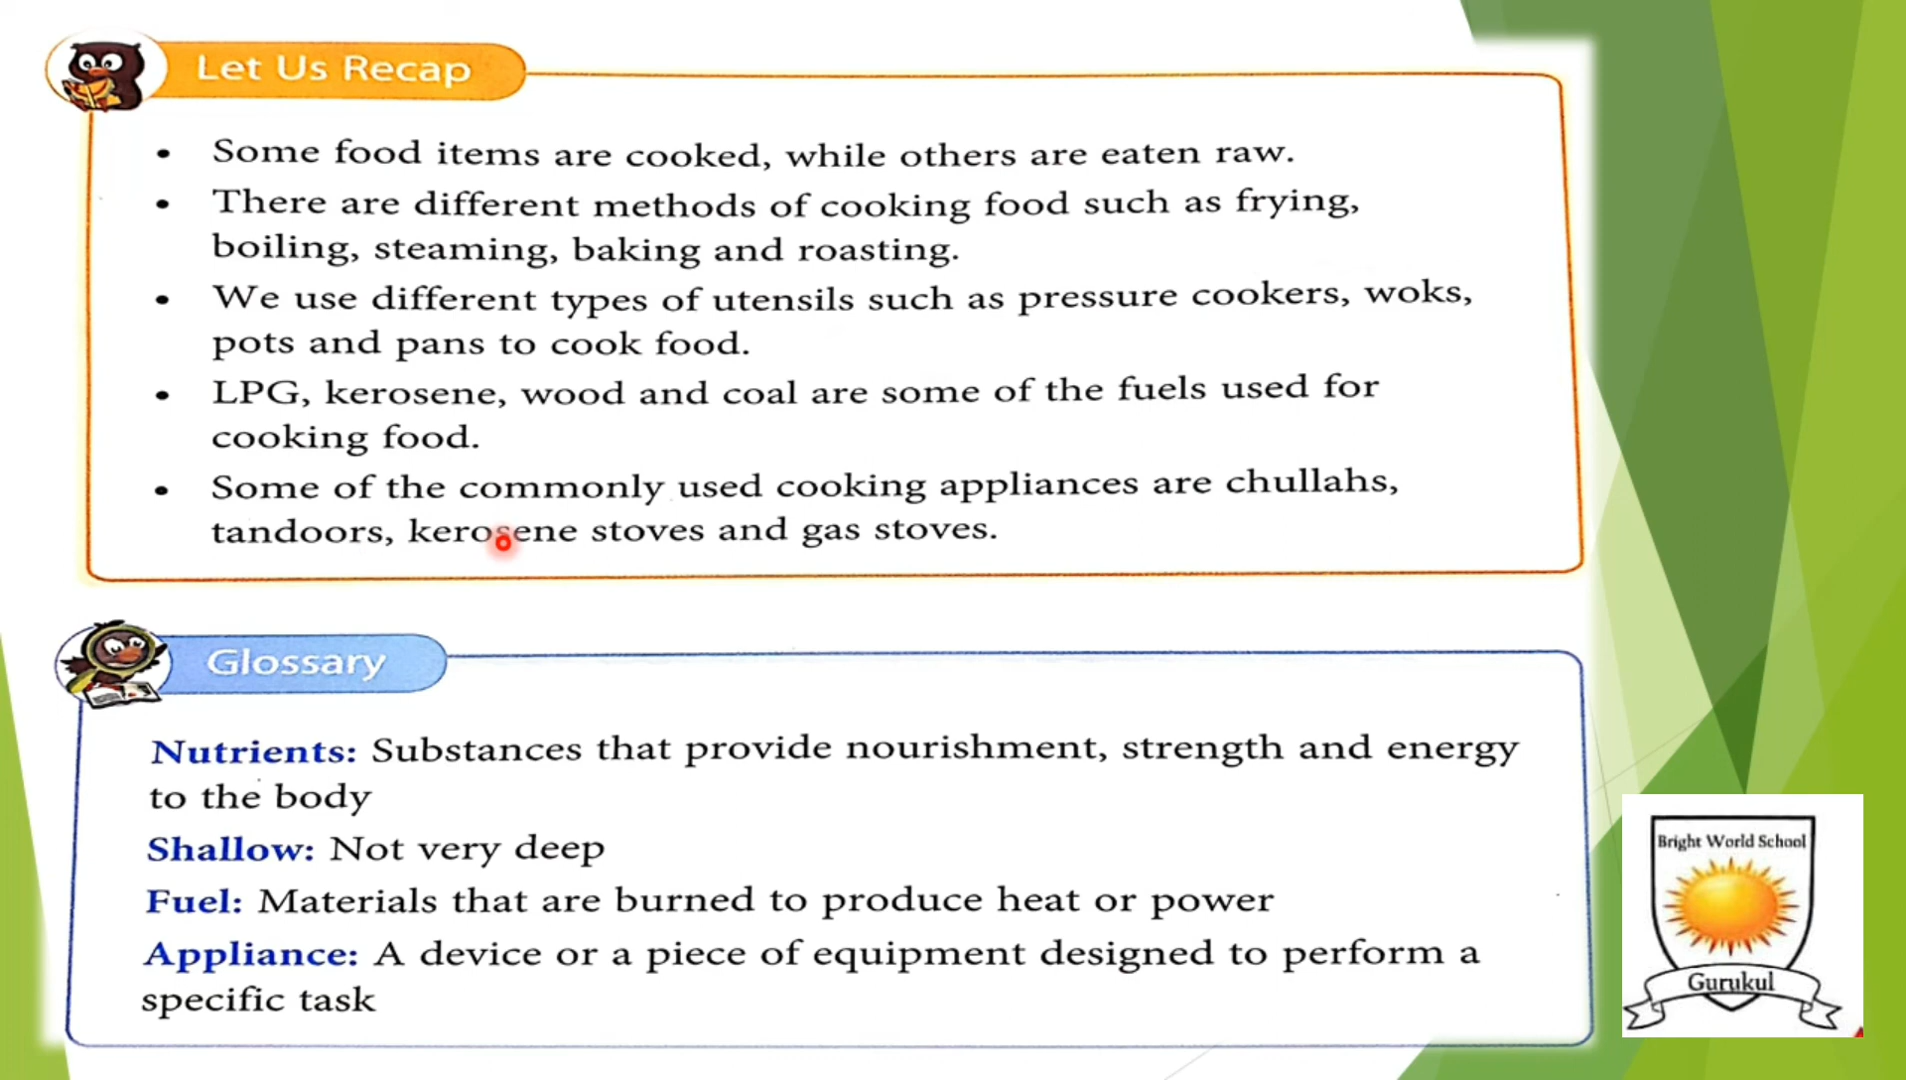 Let Us Recap
• Some food items are cooked, while others are eaten raw.
• There are different methods of cooking food such as frying,
boiling, steaming, baking and roasting.
• We use different types of utensils such as pressure cookers, woks,
pots and pans to cook food.
• LPG, kerosene, wood and coal are some of the fuels used for
cooking food.
• Some of the commonly used cooking appliances are chullahs,
tandoors, kerosene stoves and gas stoves.
Glossary
Nutrients: Substances that provide nourishment, strength and energy
to the body
Shallow: Not very deep
Fuel: Materials that are burned to produce heat or power
Appliance: A device or a piece of equipment designed to perform a
specific task
Bright World School
Gurukul